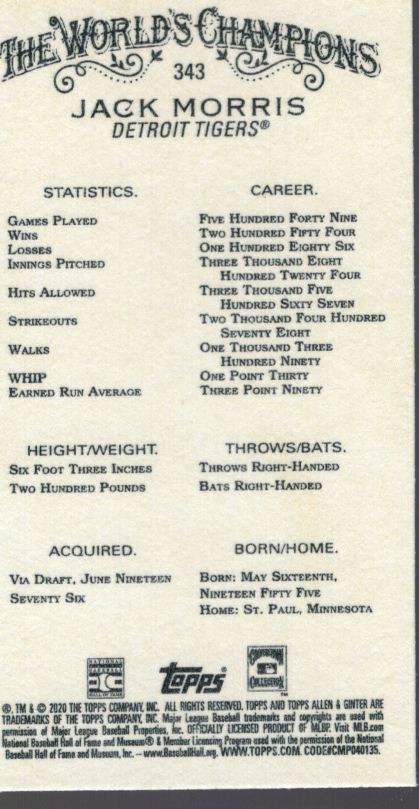 THE WORLD'S CHAMPIONS
343
JACK MORRIS
DETROIT TIGERS®
STATISTICS. CAREER.
GAMES PLAYED FIVE HUNDRED FORTY NINE
WINS TWO HUNDRED FIFTY FOUR
LOSSES ONE HUNDRED EIGHTY SIX
INNINGS PITCHED THREE THOUSAND EIGHT
HUNDRED TWENTY FOUR
HITS ALLOWED THREE THOUSAND FIVE
HUNDRED SIXTY SEVEN
STRIKEOUTS TWO THOUSAND FOUR HUNDRED
SEVENTY EIGHT
WALKS ONE THOUSAND THREE
HUNDRED NINETY
WHIP ONE POINT THIRTY
EARNED RUN AVERAGE THREE POINT NINETY
HEIGHT/WEIGHT. THROWS/BATS.
SIX FOOT THREE INCHES THROWS RIGHT-HANDED
TWO HUNDRED POUNDS BATS RIGHT-HANDED
ACQUIRED. BORN/HOME.
VIA DRAFT, JUNE NINETEEN BORN: MAY SIXTEENTH,
SEVENTY SIX NINETEEN FIFTY FIVE
HOME: ST. PAUL, MINNESOTA
NATIONAL BASEBALL HALL OF FAME Topps COOPERSTOWN COLLECTION ™
®, TM & © 2020 THE TOPPS COMPANY, INC. ALL RIGHTS RESERVED. TOPPS AND TOPPS ALLEN & GINTER ARE
TRADEMARKS OF THE TOPPS COMPANY, INC. Major League Baseball trademarks and copyrights are used with
permission of Major League Baseball Properties, Inc. OFFICIALLY LICENSED PRODUCT OF MLBP. Visit MLB.com
National Baseball Hall of Fame and Museum® & Member Licensing Program used with the permission of the National
Baseball Hall of Fame and Museum, Inc. – www.BaseballHall.org. WWW.TOPPS.COM. CODE#CMP040135.